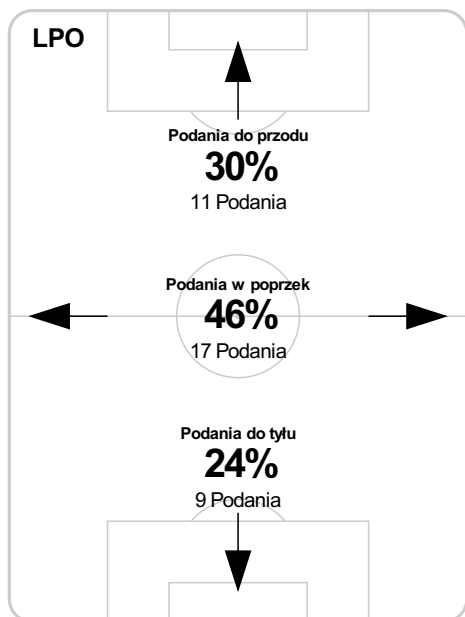 LPO
Podania do przodu
30%
11 Podania
Podania w poprzek
46%
17 Podania
Podania do tyłu
24%
9 Podania